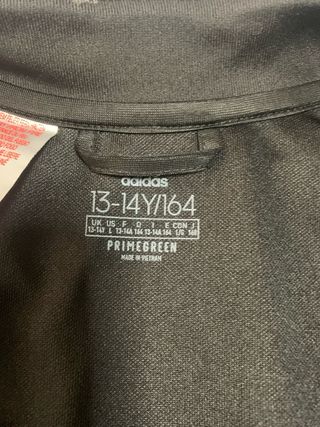 adidas
13-14Y/164
UK US F D I E CDN J
13-14Y L 13-14A 164 13-14A 164 L/G 160
PRIMEGREEN
MADE IN VIETNAM